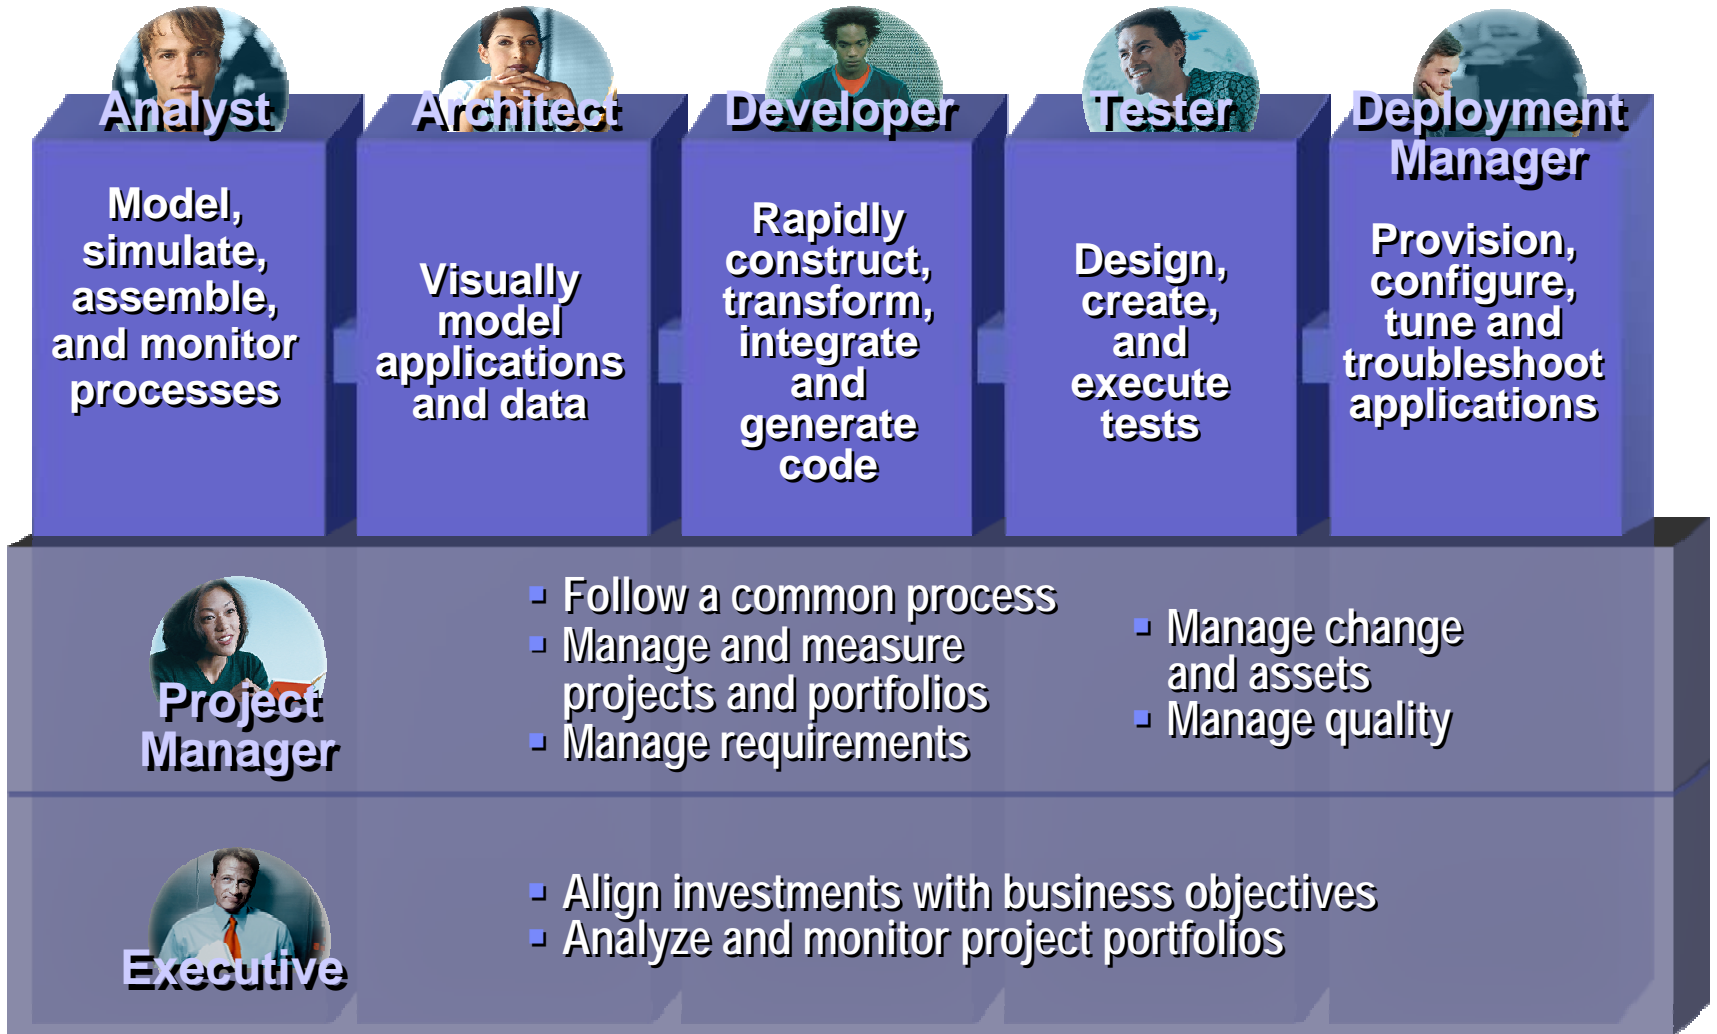 Analyst
Model,
simulate,
assemble,
and monitor
processes
Architect
Visually
model
applications
and data
Developer
Rapidly
construct,
transform,
integrate
and
generate
code
Tester
Design,
create,
and
execute
tests
Deployment
Manager
Provision,
configure,
tune and
troubleshoot
applications
Project
Manager
▪ Follow a common process
▪ Manage and measure
projects and portfolios
▪ Manage requirements
▪ Manage change
and assets
▪ Manage quality
Executive
▪ Align investments with business objectives
▪ Analyze and monitor project portfolios